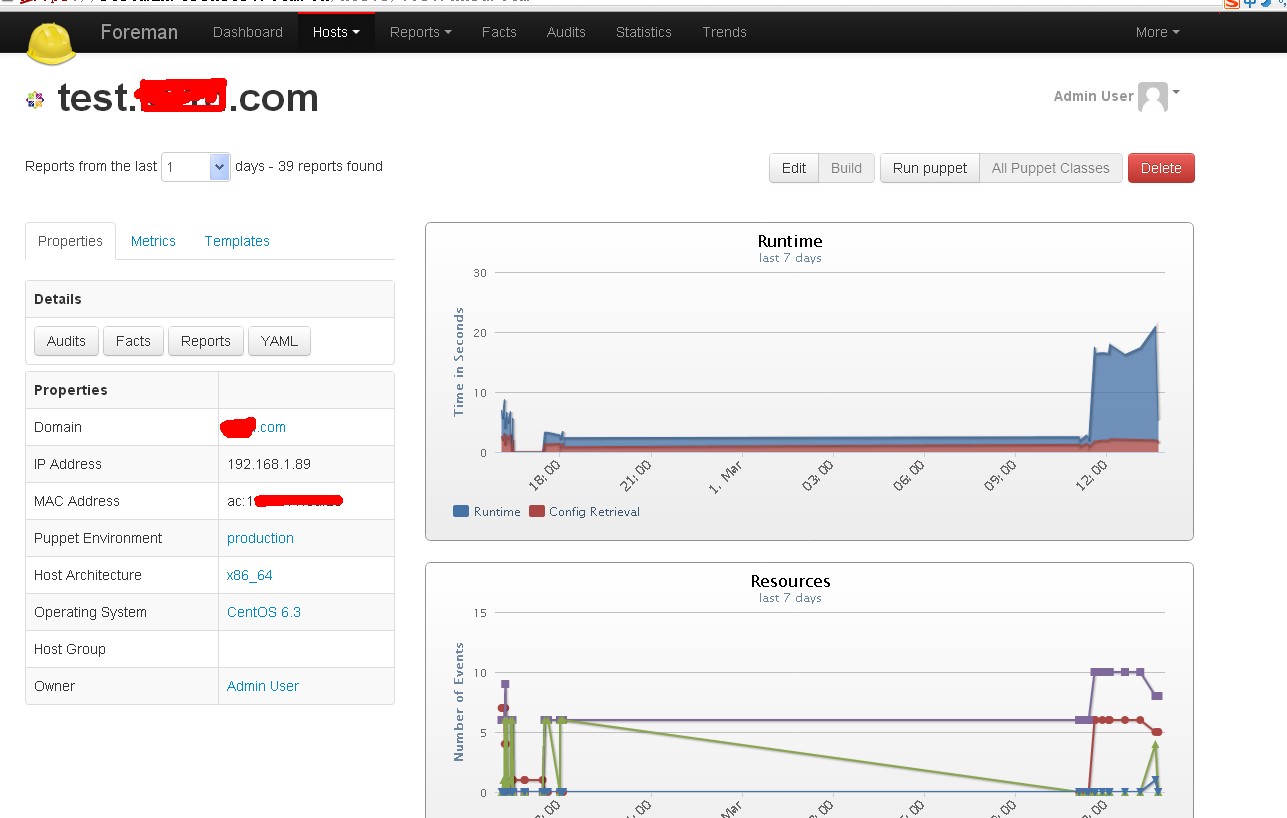 Foreman Dashboard Hosts Reports Facts Audits Statistics Trends More
test. .com
Admin User
Reports from the last 1 days - 39 reports found
Edit Build Run puppet All Puppet Classes Delete
Properties Metrics Templates
Details
Audits Facts Reports YAML
Properties
Domain .com
IP Address 192.168.1.89
MAC Address ac:1
Puppet Environment production
Host Architecture x86_64
Operating System CentOS 6.3
Host Group
Owner Admin User
Runtime
last 7 days
Time in Seconds
30
20
10
0
18:00 21:00 1. Mar 03:00 06:00 09:00 12:00
Runtime Config Retrieval
Resources
last 7 days
Number of Events
15
10
5
0